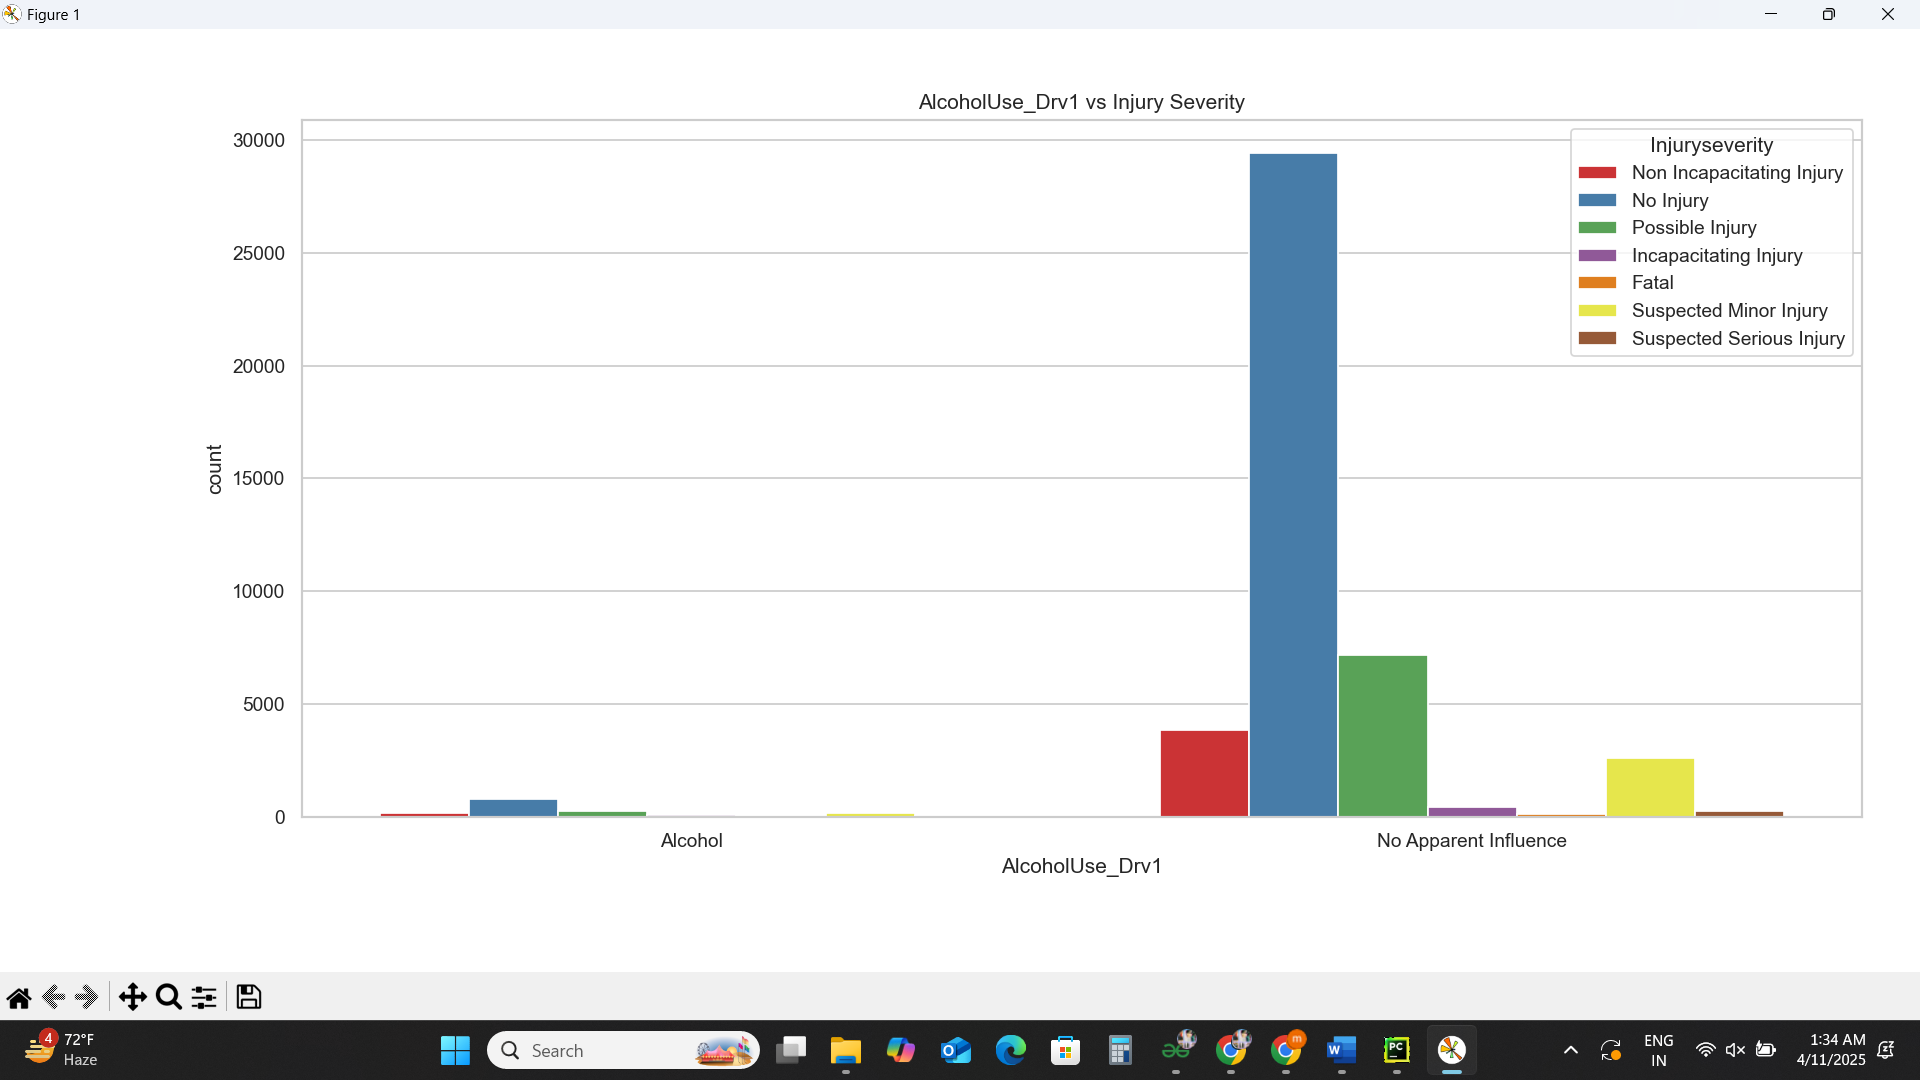 Figure 1
AlcoholUse_Drv1 vs Injury Severity
30000
25000
20000
15000
10000
5000
0
count
Injuryseverity
Non Incapacitating Injury
No Injury
Possible Injury
Incapacitating Injury
Fatal
Suspected Minor Injury
Suspected Serious Injury
Alcohol
No Apparent Influence
AlcoholUse_Drv1
4
72°F
Haze
Search
m
PC
ENG
IN
1:34 AM
4/11/2025